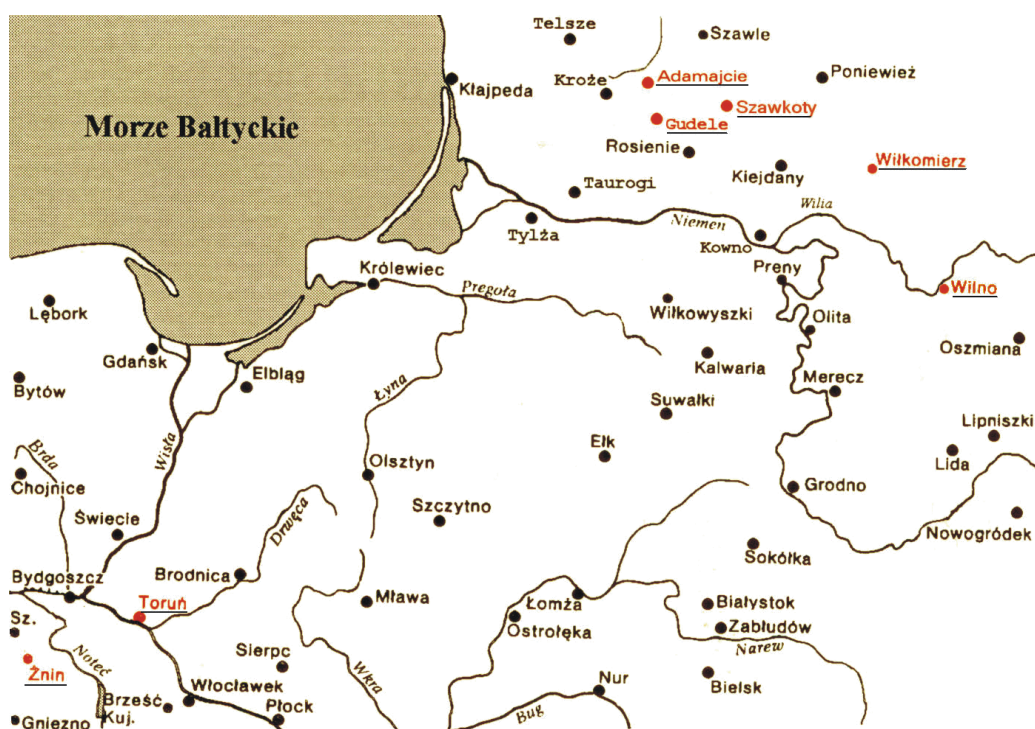 Telsze
Szawle
Kłajpeda
Kroże
Adamajcie
Poniewież
Szawkoty
Morze Bałtyckie
Gudele
Rosienie
Wiłkomierz
Kiejdany
Taurogi
Wilia
Niemen
Tylża
Kowno
Preny
Królewiec
Pregoła
Wilno
Lębork
Wiłkowyszki
Olita
Gdańsk
Oszmiana
Elbląg
Kalwaria
Bytów
Łyna
Merecz
Suwałki
Wisła
Lipniszki
Brda
Ełk
Olsztyn
Lida
Chojnice
Grodno
Szczytno
Drwęca
Świecie
Nowogródek
Sokółka
Bydgoszcz
Brodnica
Toruń
Mława
Łomża
Białystok
Sz.
Ostrołęka
Zabłudów
Noteć
Sierpc
Narew
Żnin
Wkra
Włocławek
Nur
Bielsk
Brześć
Kuj.
Płock
Bug
Gniezno